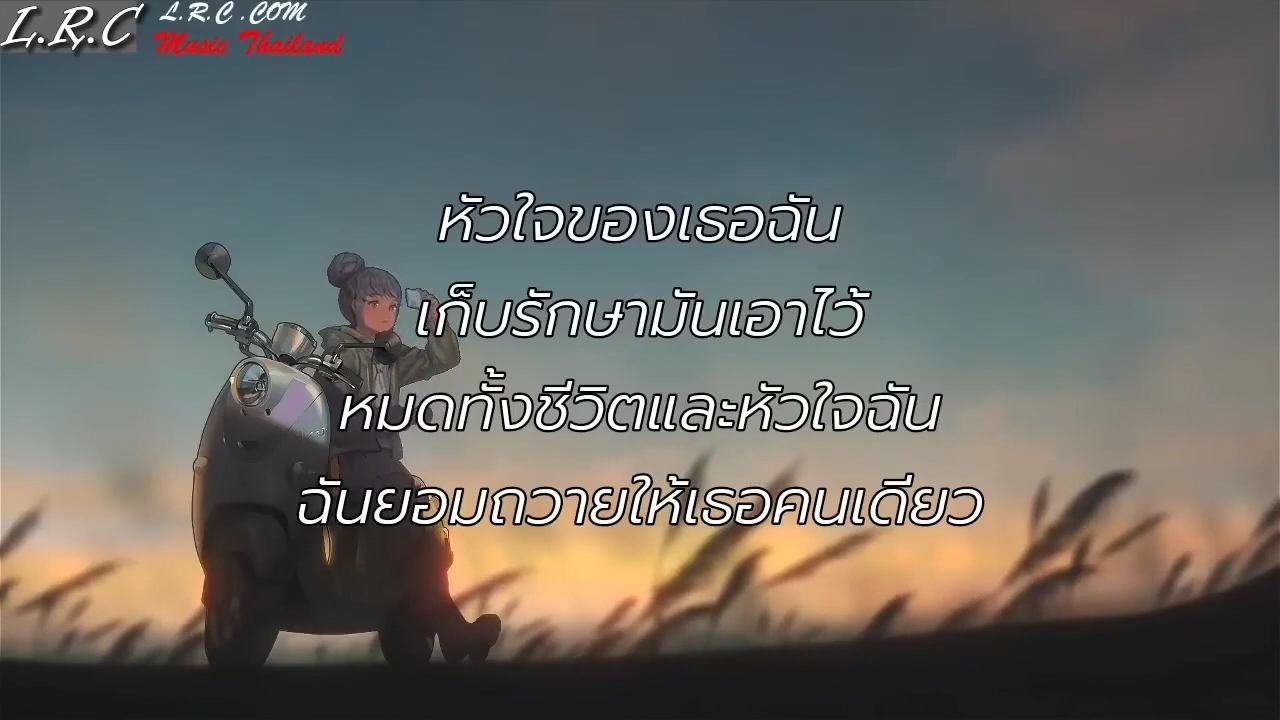 L.R.C
L.R.C .COM
Music Thailand
หัวใจของเธอฉัน
เก็บรักษามันเอาไว้
หมดทั้งชีวิตและหัวใจฉัน
ฉันยอมถวายให้เธอคนเดียว